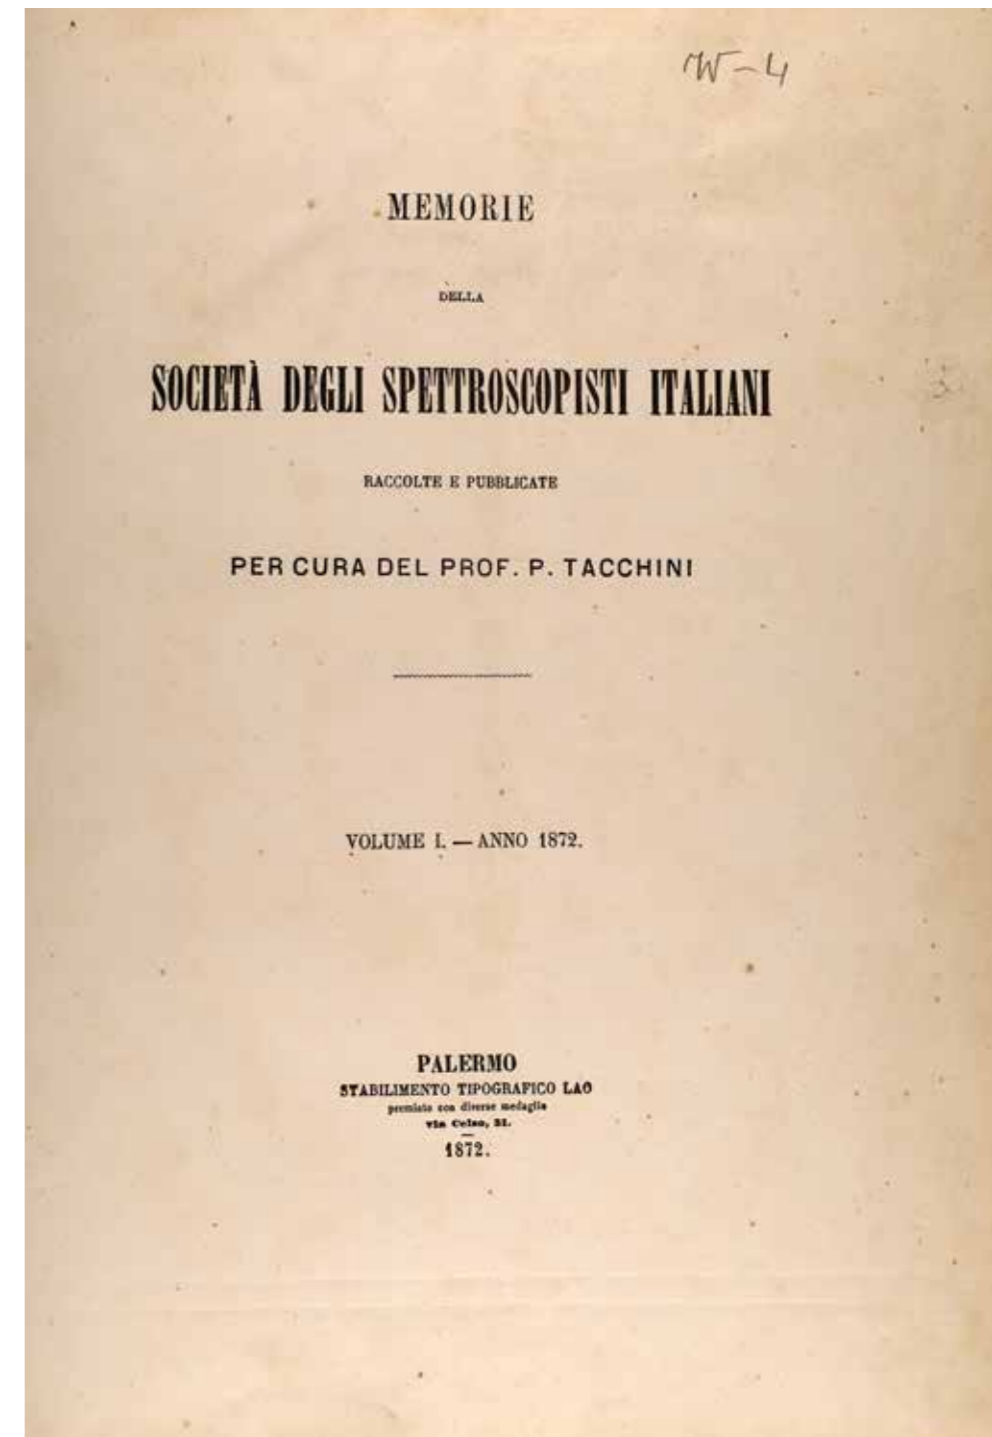 W-4
MEMORIE
DELLA
SOCIETÀ DEGLI SPETTROSCOPISTI ITALIANI
RACCOLTE E PUBBLICATE
PER CURA DEL PROF. P. TACCHINI
VOLUME I. — ANNO 1872.
PALERMO
STABILIMENTO TIPOGRAFICO LAO
premiato con diverse medaglie
via Celso, 31.
1872.